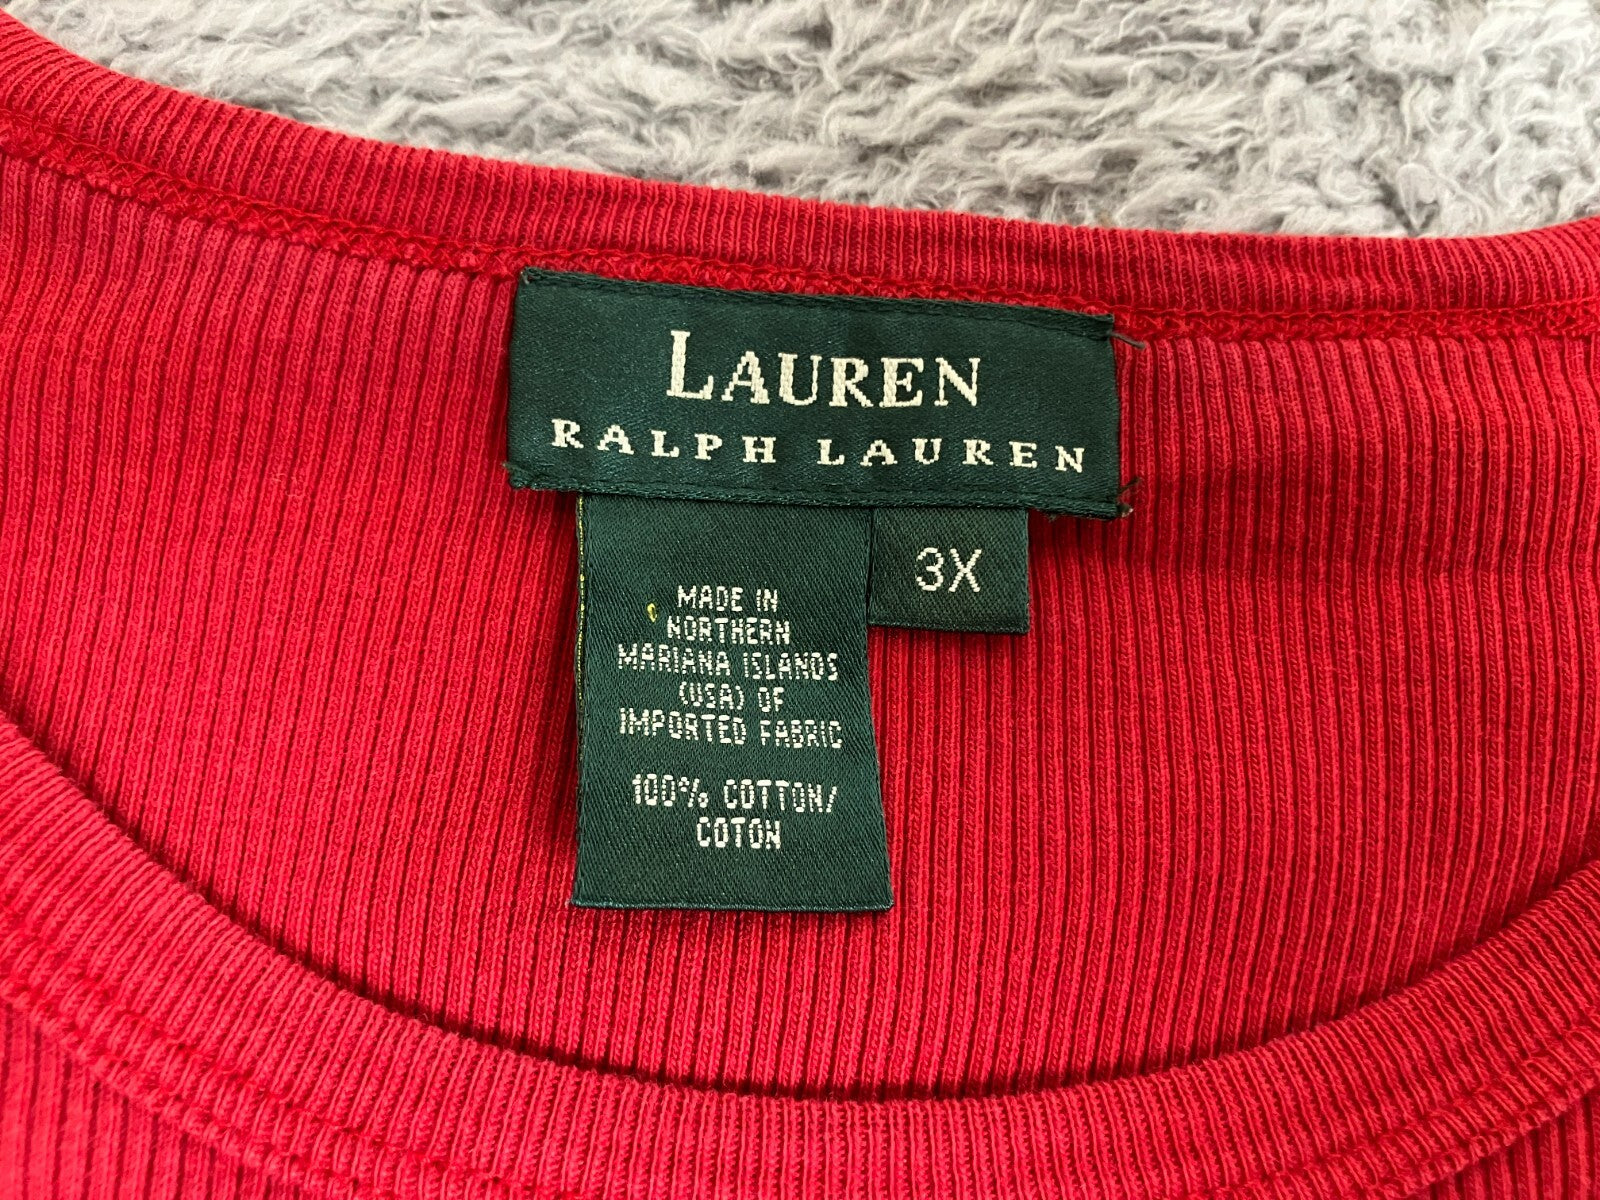 LAUREN
RALPH LAUREN
3X
MADE IN
NORTHERN
MARIANA ISLANDS
(USA) OF
IMPORTED FABRIC
100% COTTON/
COTON